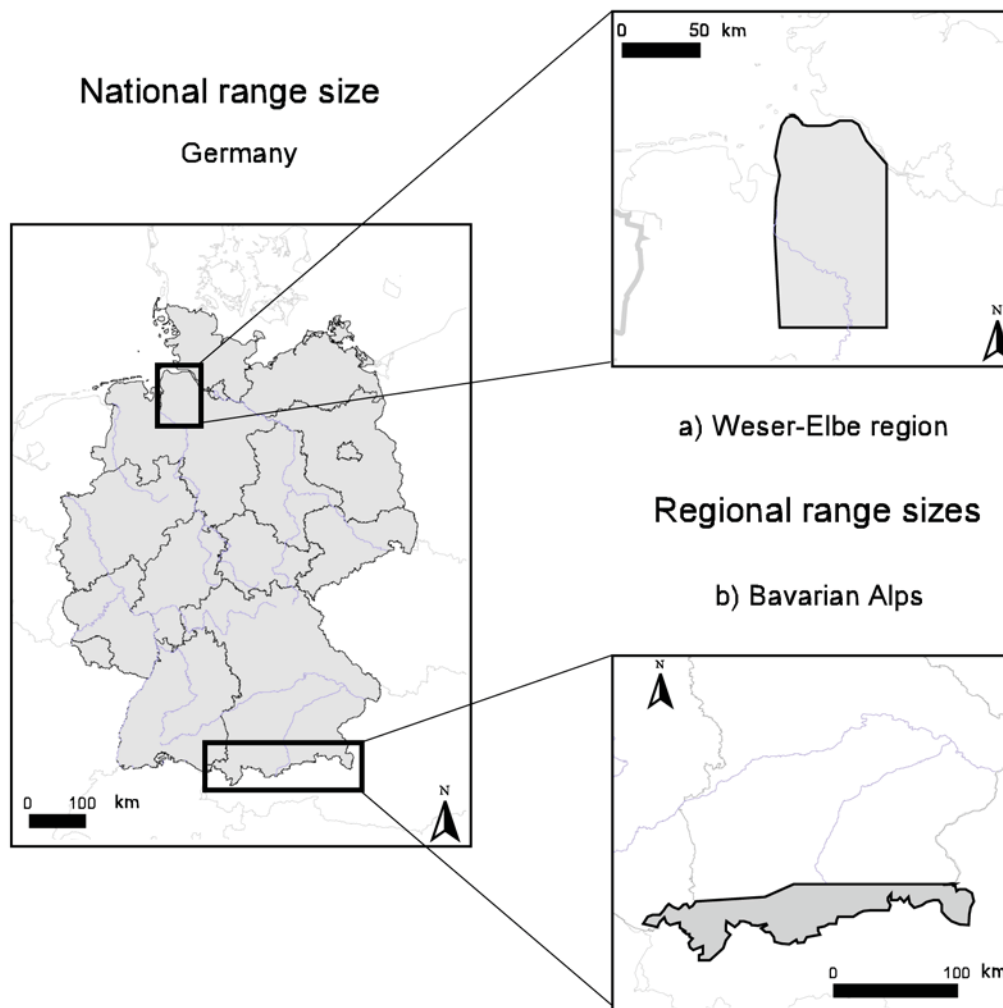 National range size
Germany
0 100 km
N
0 50 km
N
a) Weser-Elbe region
Regional range sizes
b) Bavarian Alps
N
0 100 km